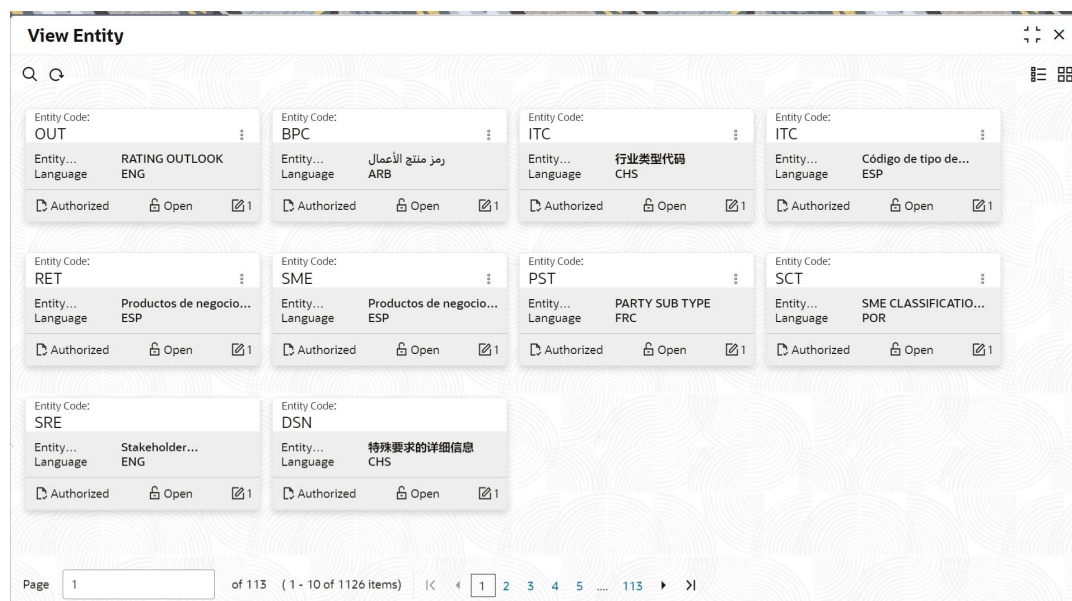 View Entity
Entity Code:
OUT
Entity... RATING OUTLOOK
Language ENG
Authorized Open 1
Entity Code:
BPC
Entity... رمز منتج الأعمال
Language ARB
Authorized Open 1
Entity Code:
ITC
Entity... 行业类型代码
Language CHS
Authorized Open 1
Entity Code:
ITC
Entity... Código de tipo de...
Language ESP
Authorized Open 1
Entity Code:
RET
Entity... Productos de negocio...
Language ESP
Authorized Open 1
Entity Code:
SME
Entity... Productos de negocio...
Language ESP
Authorized Open 1
Entity Code:
PST
Entity... PARTY SUB TYPE
Language FRC
Authorized Open 1
Entity Code:
SCT
Entity... SME CLASSIFICATIO...
Language POR
Authorized Open 1
Entity Code:
SRE
Entity... Stakeholder...
Language ENG
Authorized Open 1
Entity Code:
DSN
Entity... 特殊要求的详细信息
Language CHS
Authorized Open 1
Page 1 of 113 (1 - 10 of 1126 items) 1 2 3 4 5 .... 113